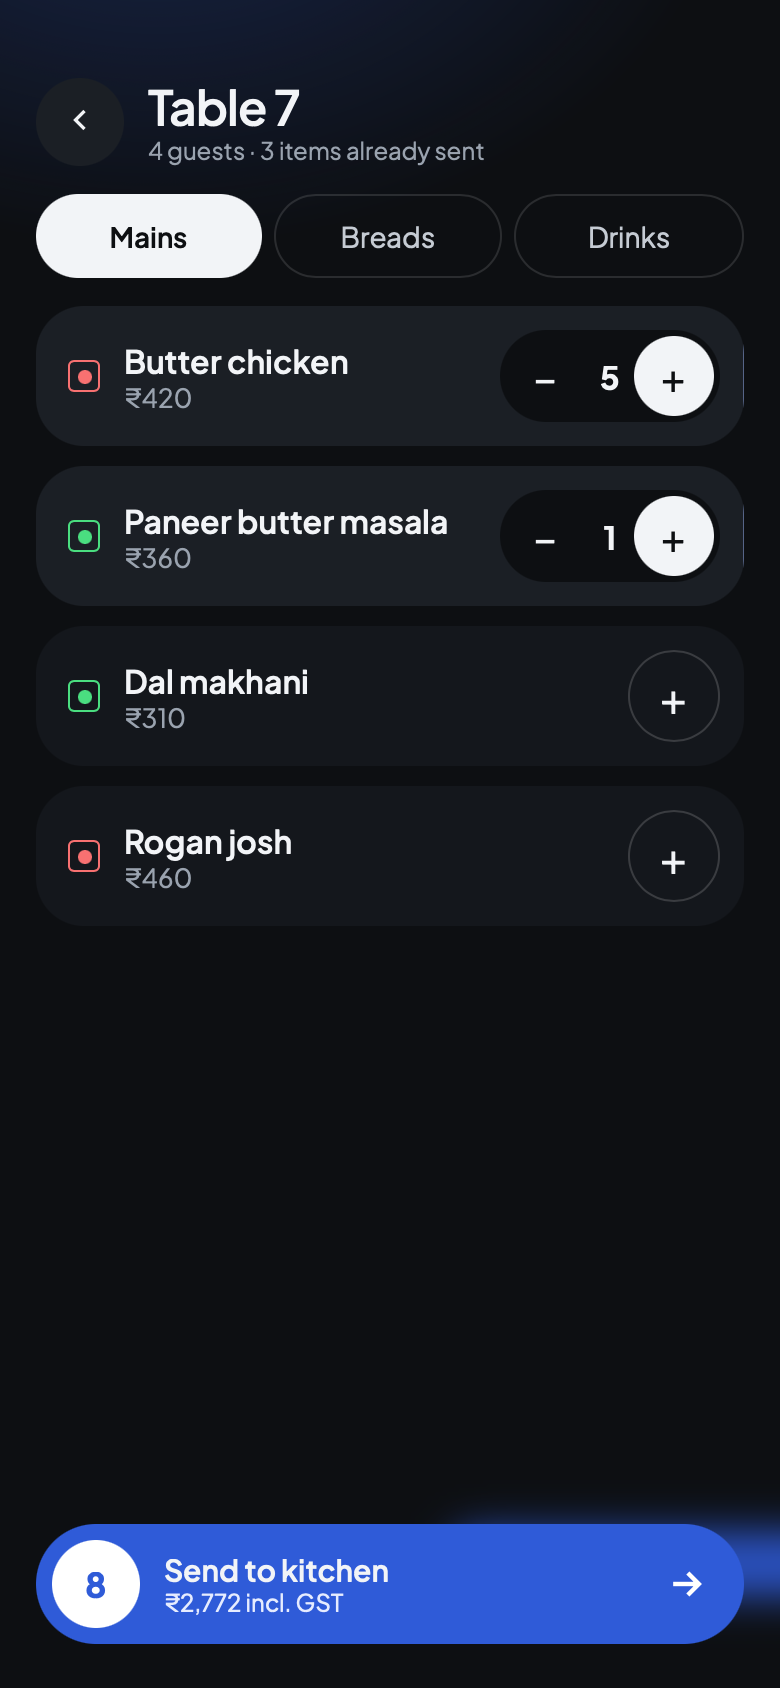 Table 7
4 guests · 3 items already sent
Mains Breads Drinks
Butter chicken
₹420
– 5 +
Paneer butter masala
₹360
– 1 +
Dal makhani
₹310
+
Rogan josh
₹460
+
8
Send to kitchen
₹2,772 incl. GST